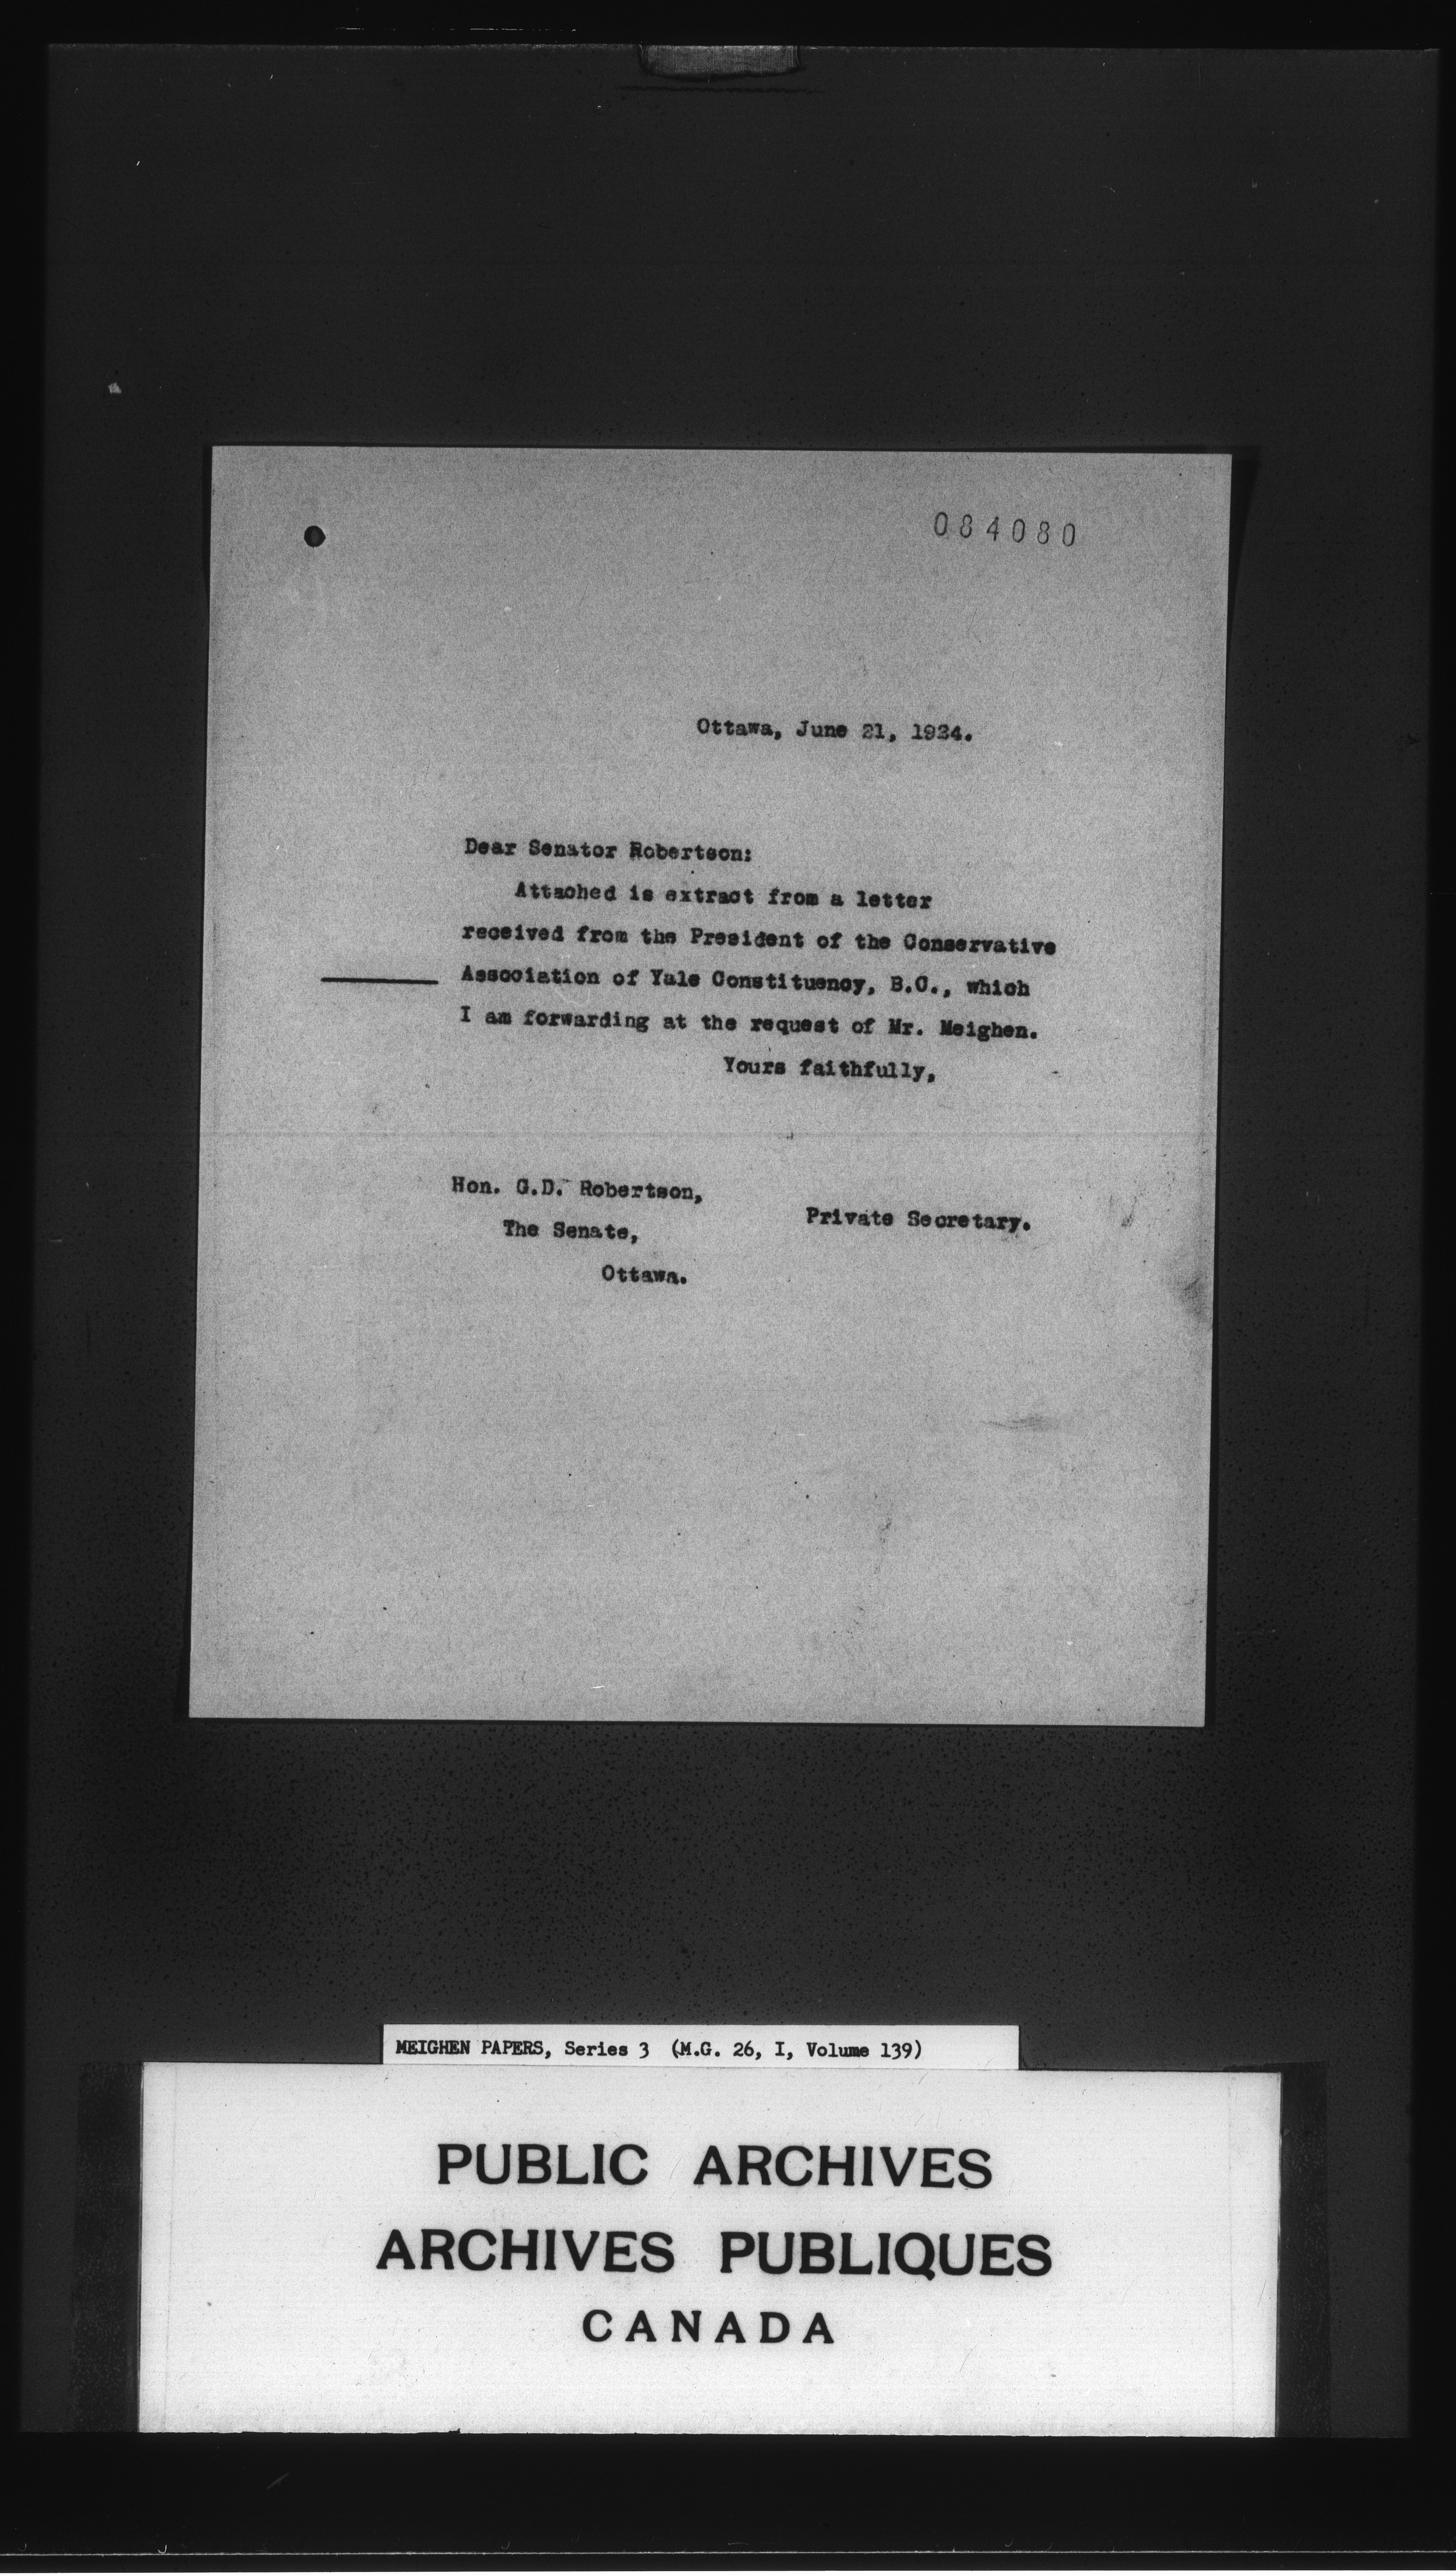 084080
Ottawa, June 21, 1924.
Dear Senator Robertson:
Attached is extract from a letter
received from the President of the Conservative
Association of Yale Constituency, B.C., which
I am forwarding at the request of Mr. Meighen.
Yours faithfully,
Hon. G.D. Robertson,
Private Secretary.
The Senate,
Ottawa.
MEIGHEN PAPERS, Series 3 (M.G. 26, I, Volume 139)
PUBLIC ARCHIVES
ARCHIVES PUBLIQUES
CANADA